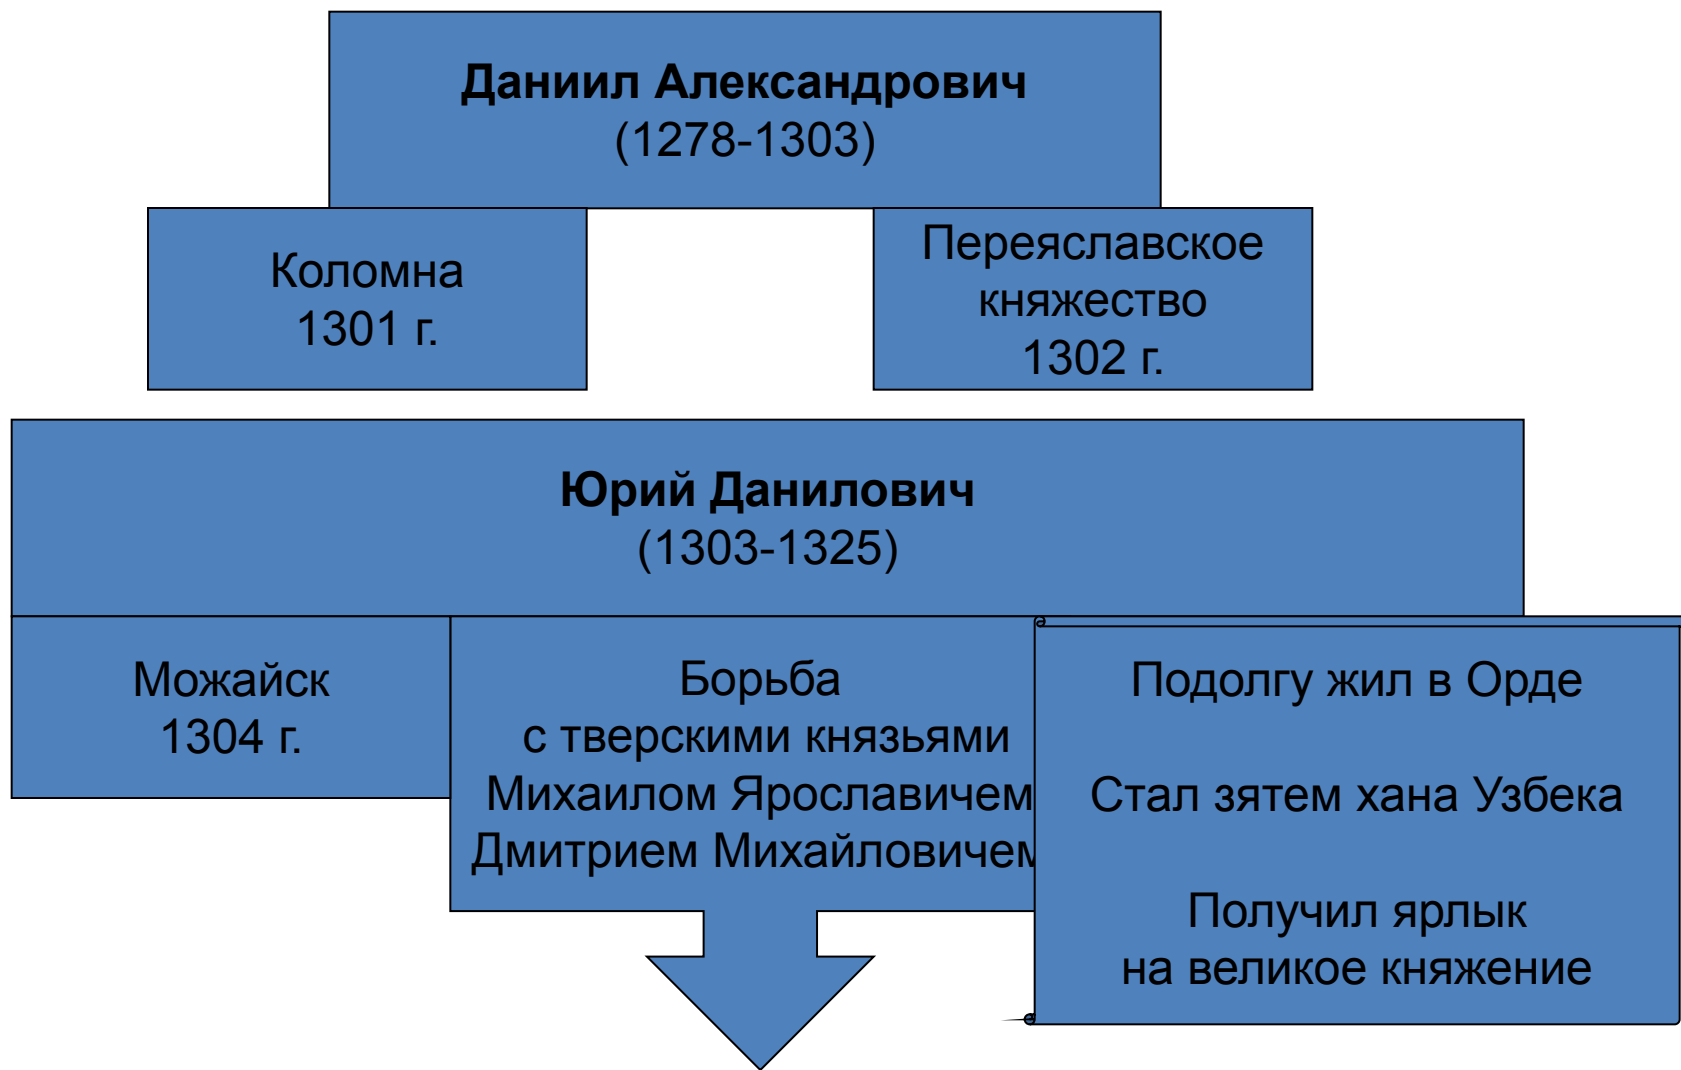 Даниил Александрович
(1278-1303)
Коломна
1301 г.
Переяславское
княжество
1302 г.
Юрий Данилович
(1303-1325)
Можайск
1304 г.
Борьба
с тверскими князьями
Михаилом Ярославичем
Дмитрием Михайловичем
Подолгу жил в Орде
Стал зятем хана Узбека
Получил ярлык
на великое княжение